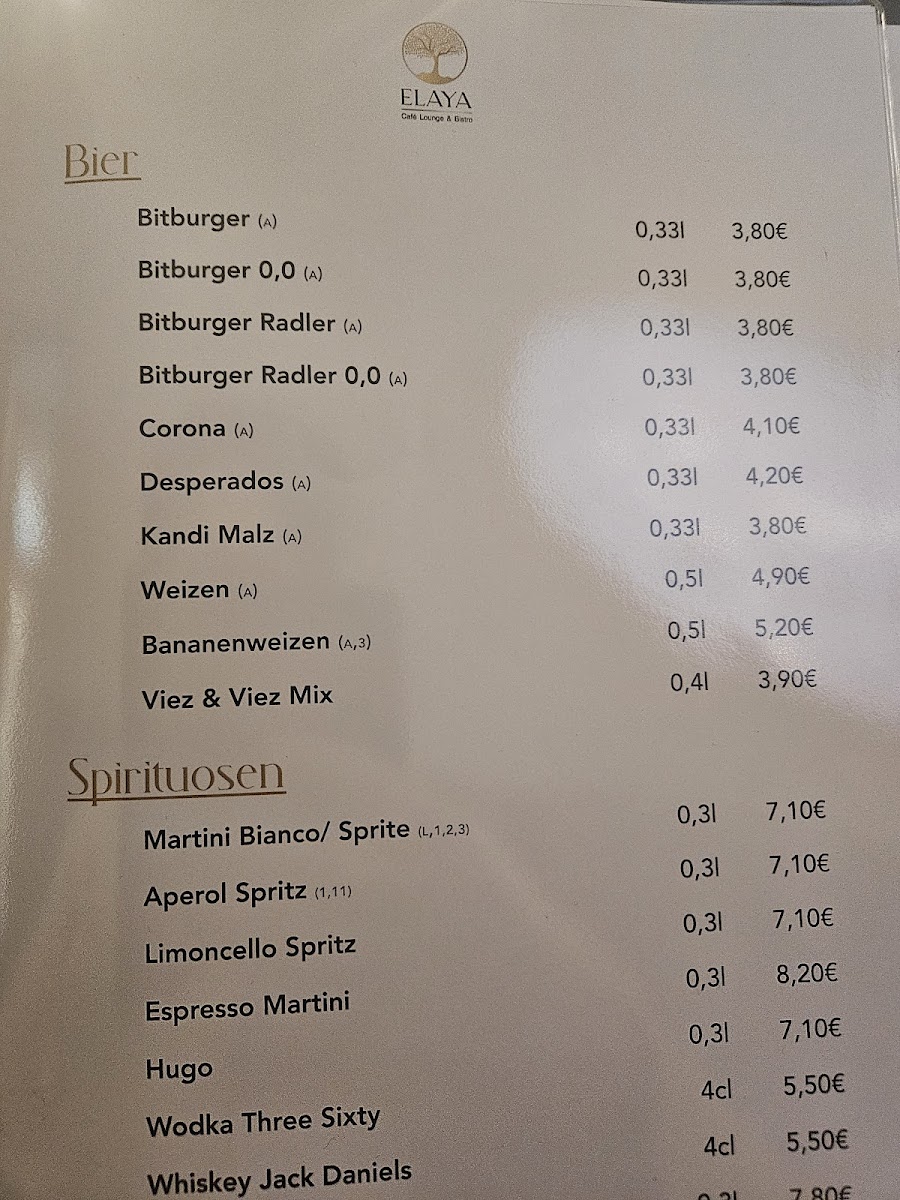 ELAYA
Café Lounge & Bistro
Bier
Bitburger (A) 0,33l 3,80€
Bitburger 0,0 (A) 0,33l 3,80€
Bitburger Radler (A) 0,33l 3,80€
Bitburger Radler 0,0 (A) 0,33l 3,80€
Corona (A) 0,33l 4,10€
Desperados (A) 0,33l 4,20€
Kandi Malz (A) 0,33l 3,80€
Weizen (A) 0,5l 4,90€
Bananenweizen (A,3) 0,5l 5,20€
Viez & Viez Mix 0,4l 3,90€
Spirituosen
Martini Bianco/ Sprite (L,1,2,3) 0,3l 7,10€
Aperol Spritz (1,11) 0,3l 7,10€
Limoncello Spritz 0,3l 7,10€
Espresso Martini 0,3l 8,20€
Hugo 0,3l 7,10€
Wodka Three Sixty 4cl 5,50€
Whiskey Jack Daniels 4cl 5,50€
7,80€